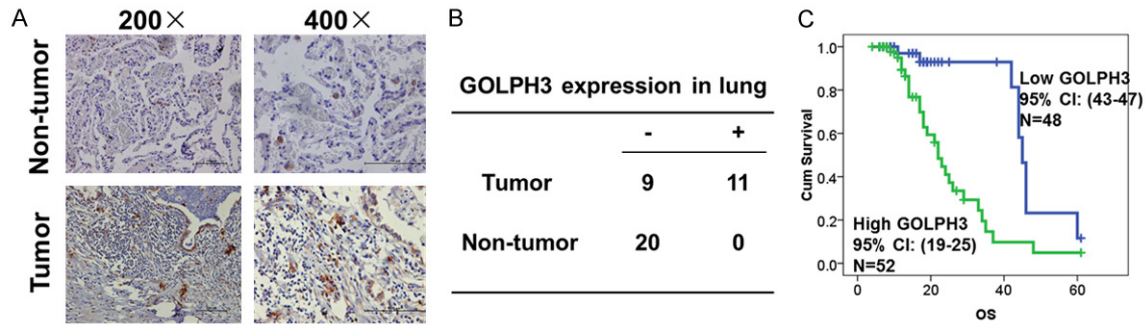 A
200× 400×
Non-tumor
Tumor
B
GOLPH3 expression in lung
- +
Tumor 9 11
Non-tumor 20 0
C
Cum Survival
1.0
0.8
0.6
0.4
0.2
0.0
Low GOLPH3
95% CI: (43-47)
N=48
High GOLPH3
95% CI: (19-25)
N=52
0 20 40 60
OS